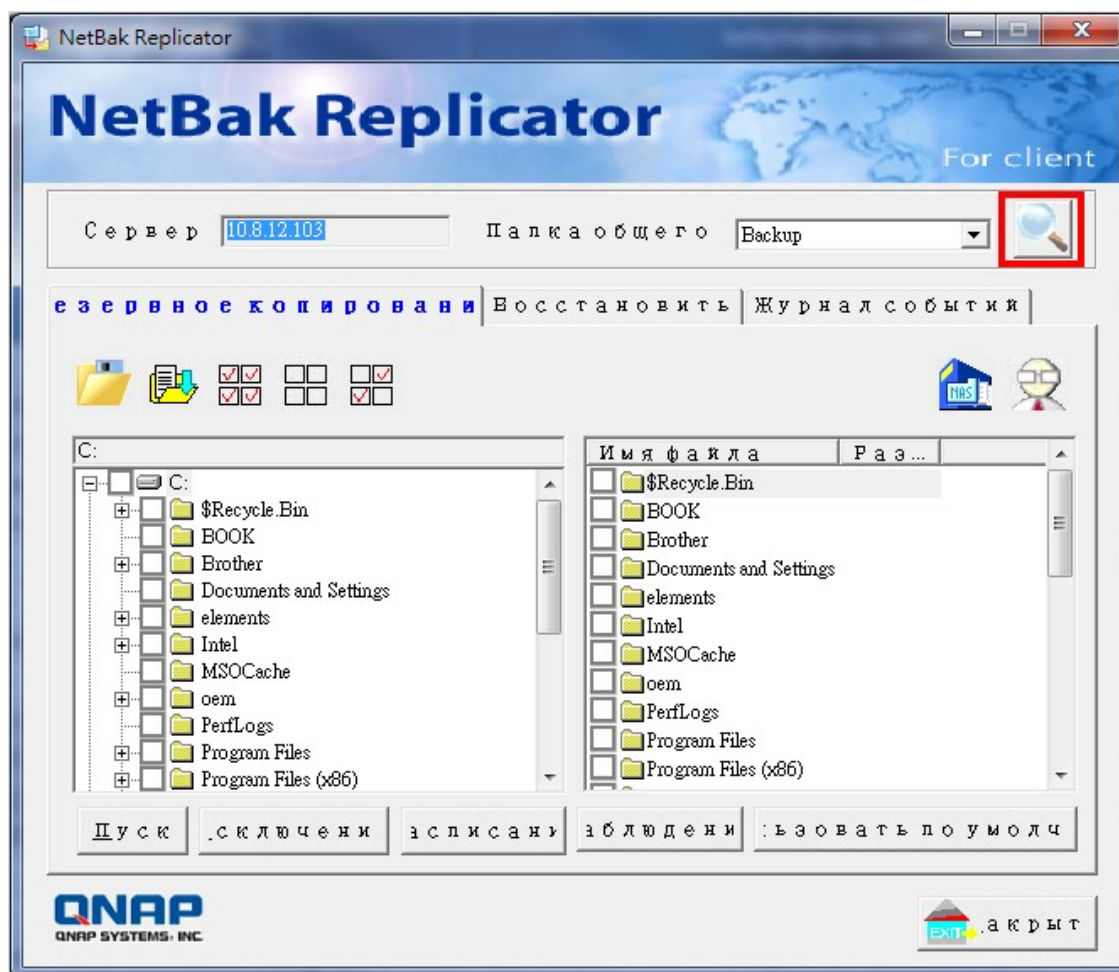 NetBak Replicator
NetBak Replicator
For client
Сервер 10.8.12.103 Папка общего Backup
езервное копировани Восстановить Журнал событий
NAS
C:
C:
$Recycle.Bin
BOOK
Brother
Documents and Settings
elements
Intel
MSOCache
oem
PerfLogs
Program Files
Program Files (x86)
Имя файла Раз...
$Recycle.Bin
BOOK
Brother
Documents and Settings
elements
Intel
MSOCache
oem
PerfLogs
Program Files
Program Files (x86)
Пуск сключени асписани аблюдени ьзовать по умолч
QNAP
QNAP SYSTEMS, INC
EXIT акрыт